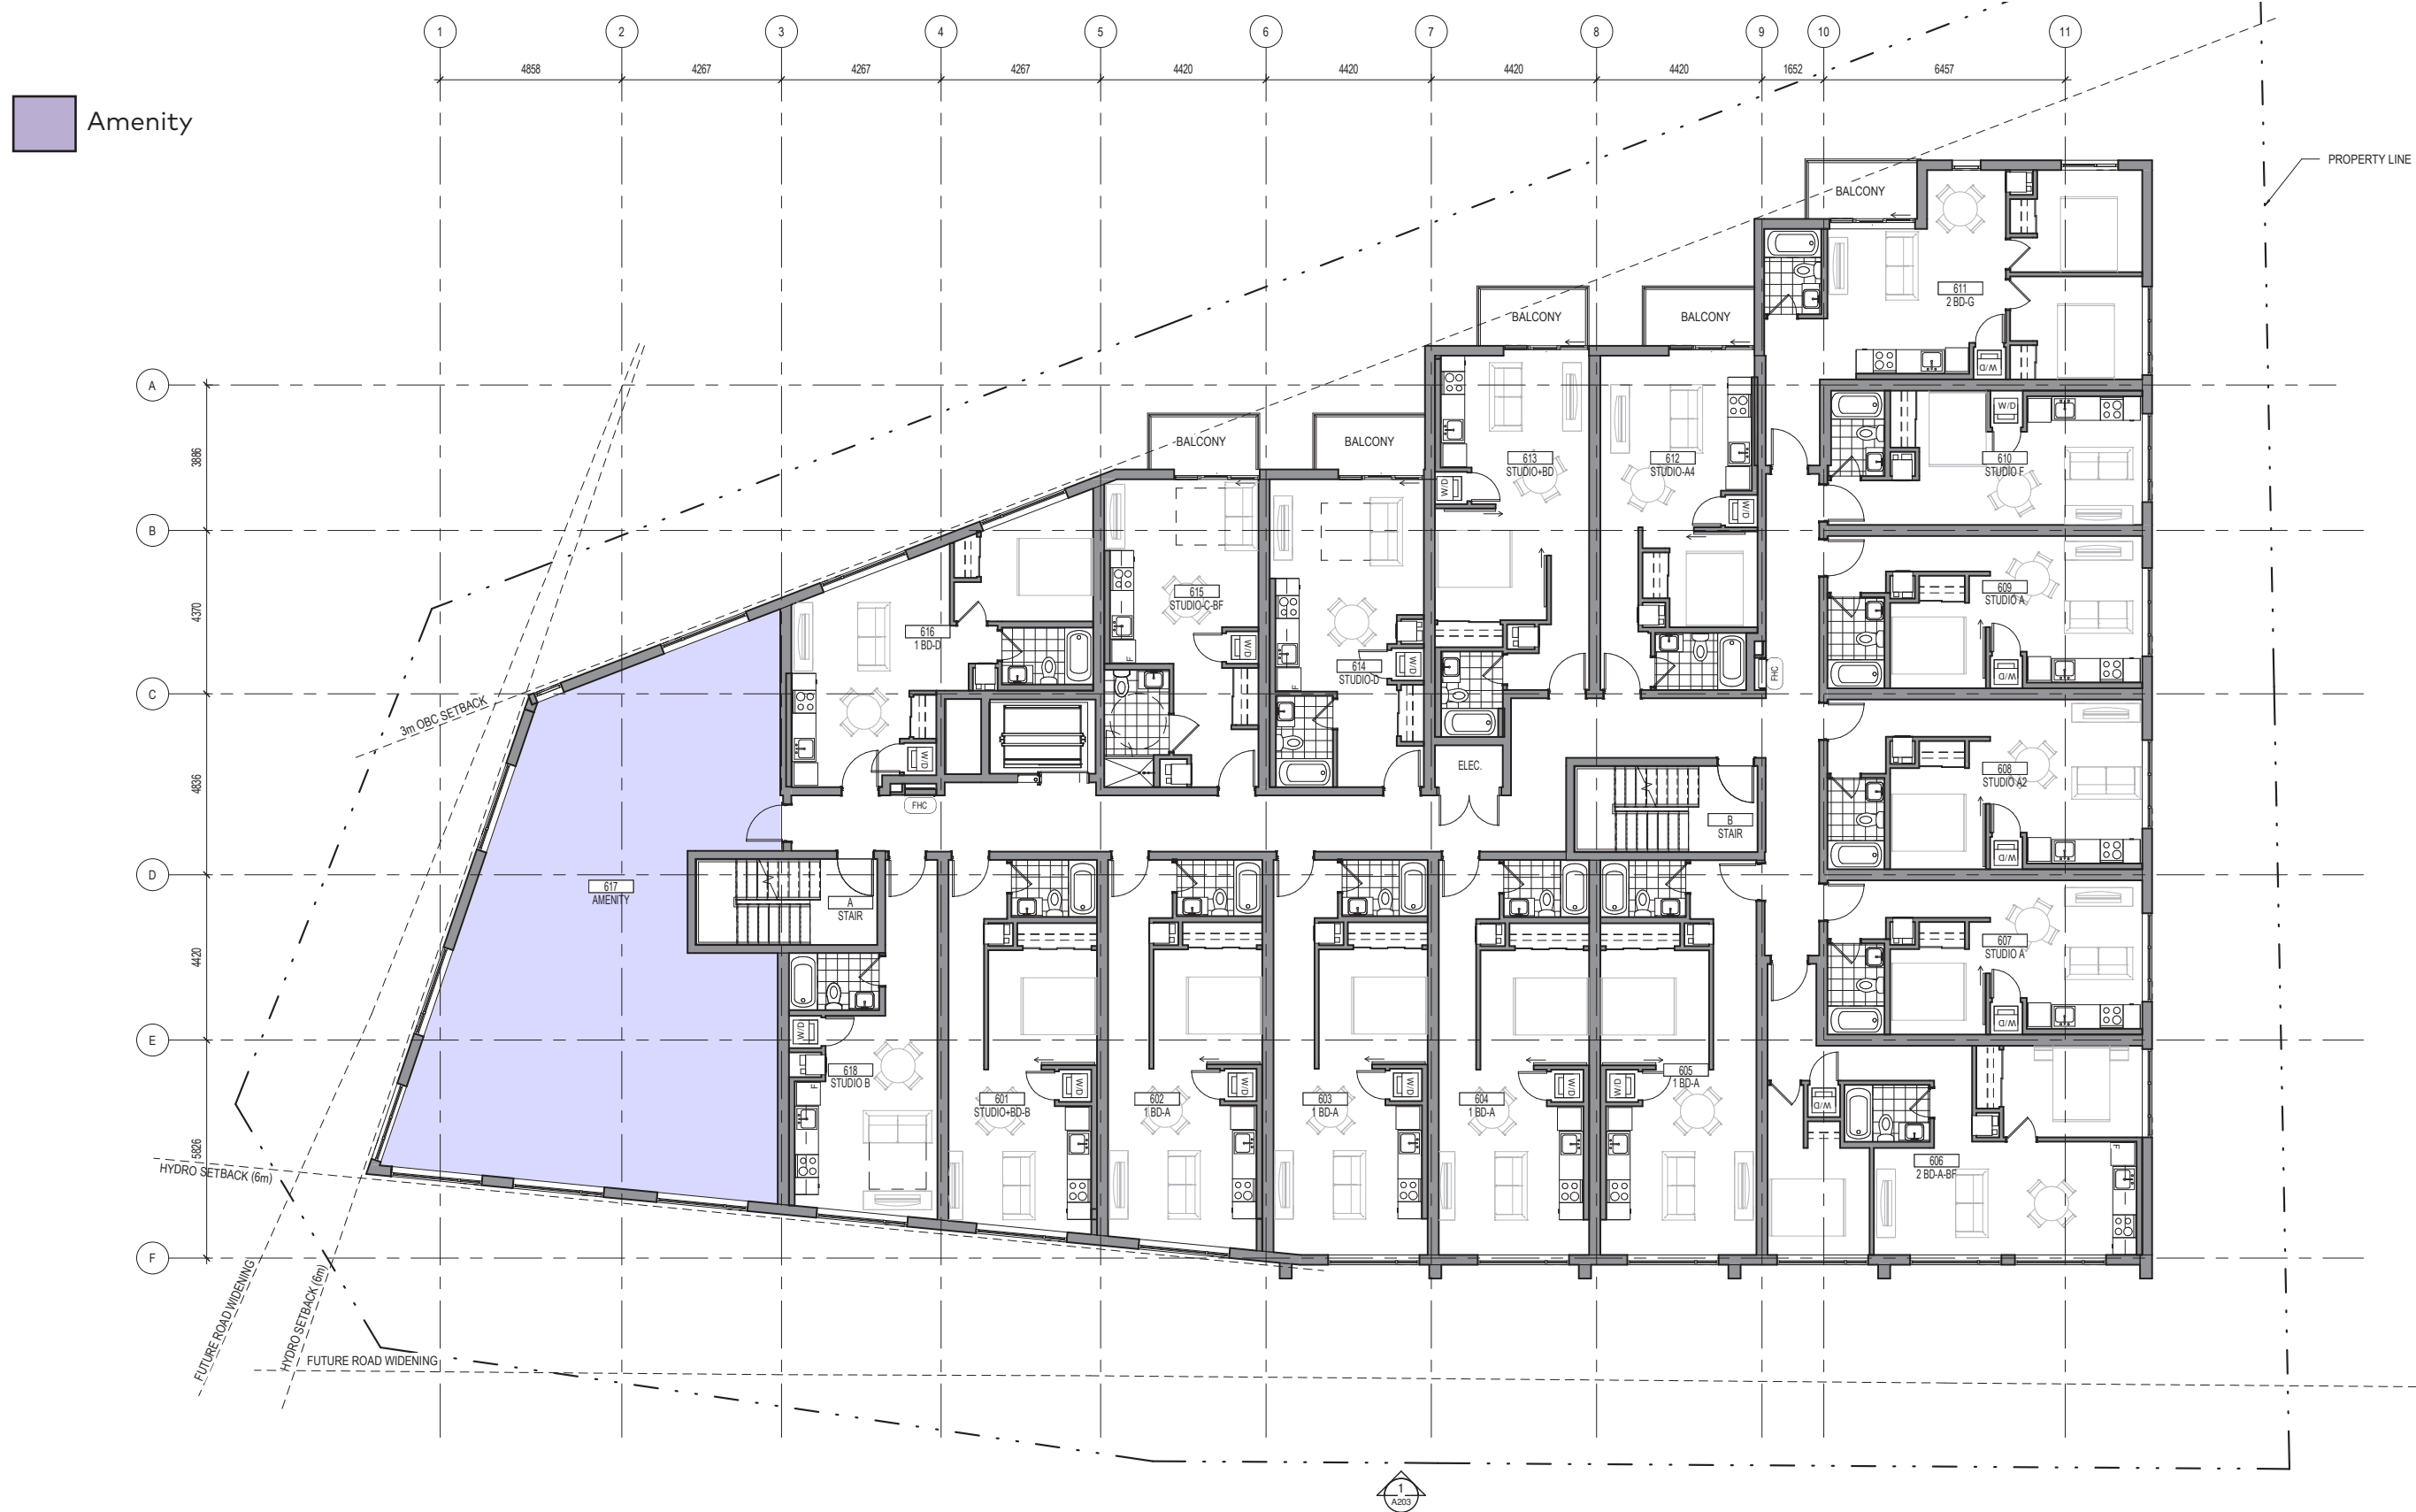 1 2 3 4 5 6 7 8 9 10 11
4858 4267 4267 4267 4420 4420 4420 4420 1652 6457
Amenity
PROPERTY LINE
BALCONY
BALCONY
BALCONY
BALCONY
BALCONY
611
2 BD-G
W/D
A
3886
B
4370
C
4836
D
4420
E
5826
F
613
STUDIO+BD
W/D
612
STUDIO-A4
W/D
610
STUDIO F
W/D
609
STUDIO A
W/D
616
1 BD-D
W/D
615
STUDIO-C-BF
W/D
F
614
STUDIO-D
W/D
F
FHC
FHC
3m OBC SETBACK
608
STUDIO A2
W/D
ELEC.
B
STAIR
617
AMENITY
A
STAIR
607
STUDIO A
W/D
618
STUDIO B
W/D
F
601
STUDIO+BD-B
W/D
602
1 BD-A
W/D
603
1 BD-A
W/D
604
1 BD-A
W/D
605
1 BD-A
W/D
606
2 BD-A-BF
W/D
F
HYDRO SETBACK (6m)
FUTURE ROAD WIDENING
HYDRO SETBACK (6m)
FUTURE ROAD WIDENING
1
A203